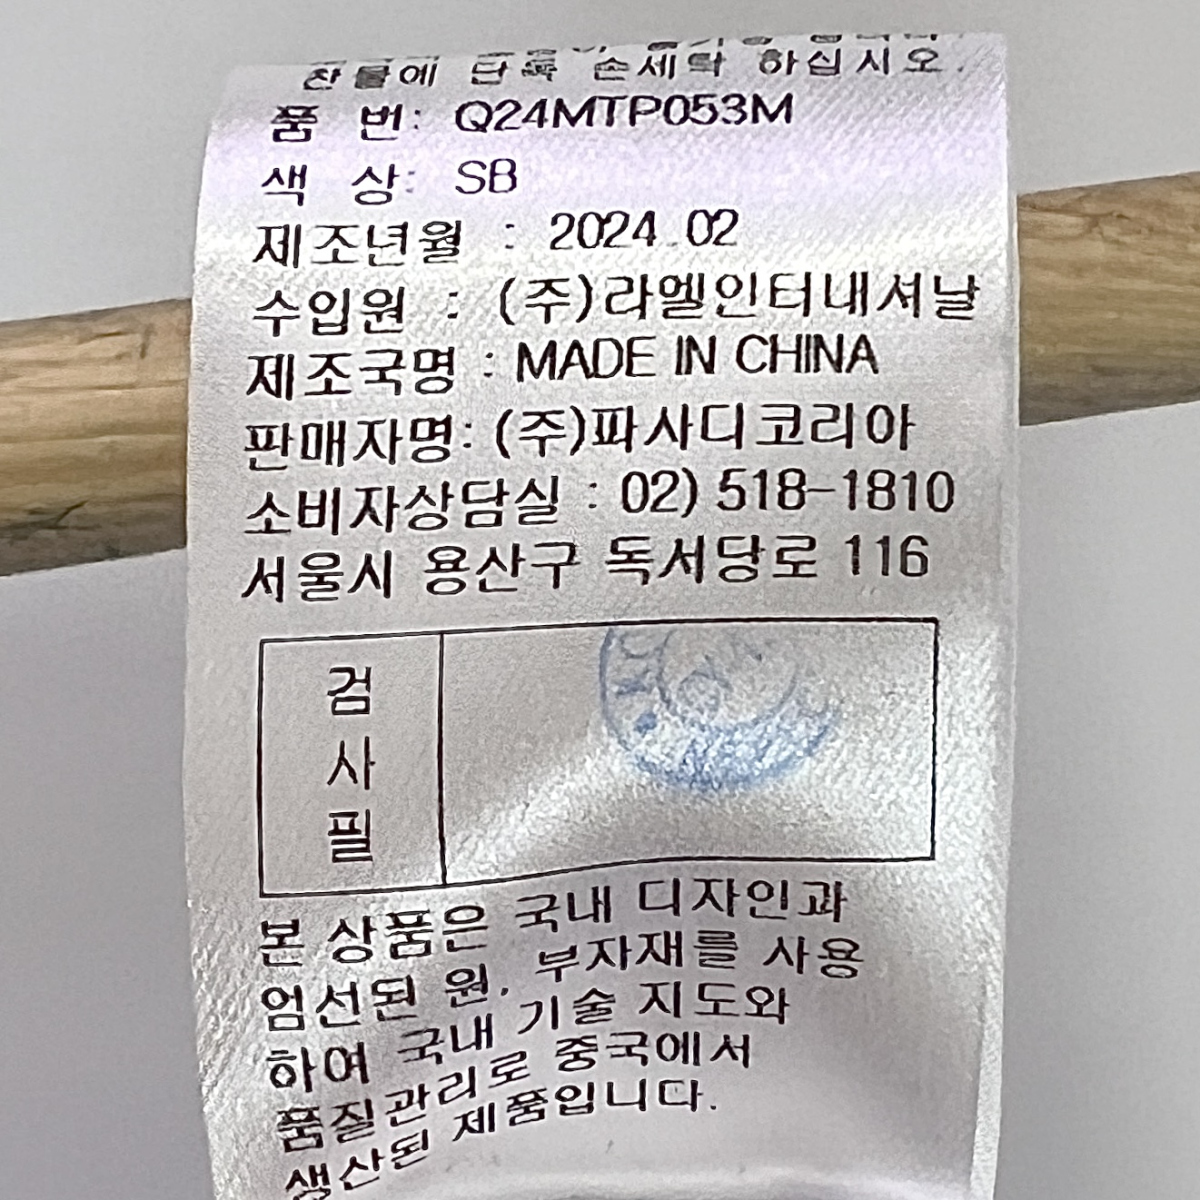 찬물에 단독 손세탁 하십시오.
품 번: Q24MTP053M
색 상: SB
제조년월 : 2024.02
수입원 : (주)라엘인터내셔날
제조국명 : MADE IN CHINA
판매자명: (주)파사디코리아
소비자상담실 : 02) 518-1810
서울시 용산구 독서당로 116
검
사
필
본 상품은 국내 디자인과
엄선된 원, 부자재를 사용
하여 국내 기술 지도와
품질관리로 중국에서
생산된 제품입니다.